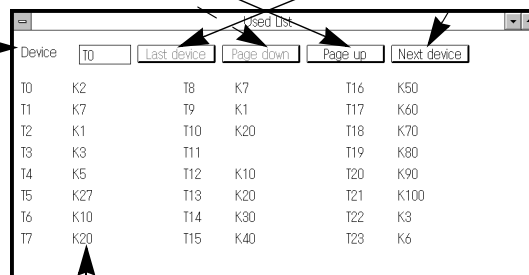 Used List
Device T0 Last device Page down Page up Next device
T0 K2 T8 K7 T16 K50
T1 K7 T9 K1 T17 K60
T2 K1 T10 K20 T18 K70
T3 K3 T11 T19 K80
T4 K5 T12 K10 T20 K90
T5 K27 T13 K20 T21 K100
T6 K10 T14 K30 T22 K3
T7 K20 T15 K40 T23 K6